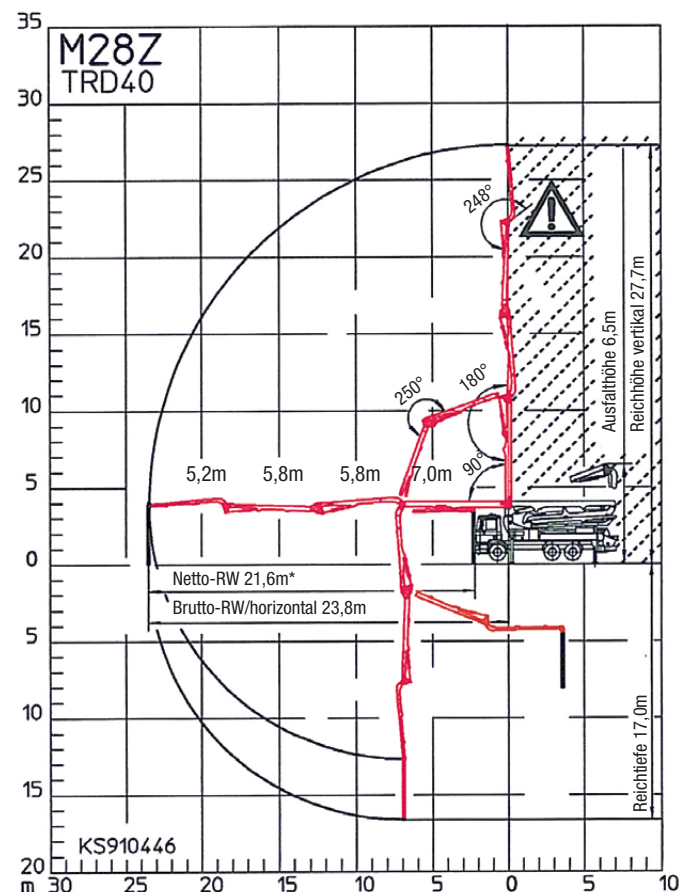 35
M28Z
TRD40
30
25
248°
20
Ausfalthöhe 6,5m
Reichhöhe vertikal 27,7m
15
250°
180°
10
90°
5,2m 5,8m 5,8m 7,0m
5
0
Netto-RW 21,6m*
Brutto-RW/horizontal 23,8m
5
10
Reichtiefe 17,0m
15
KS910446
20
m 30 25 20 15 10 5 0 5 10